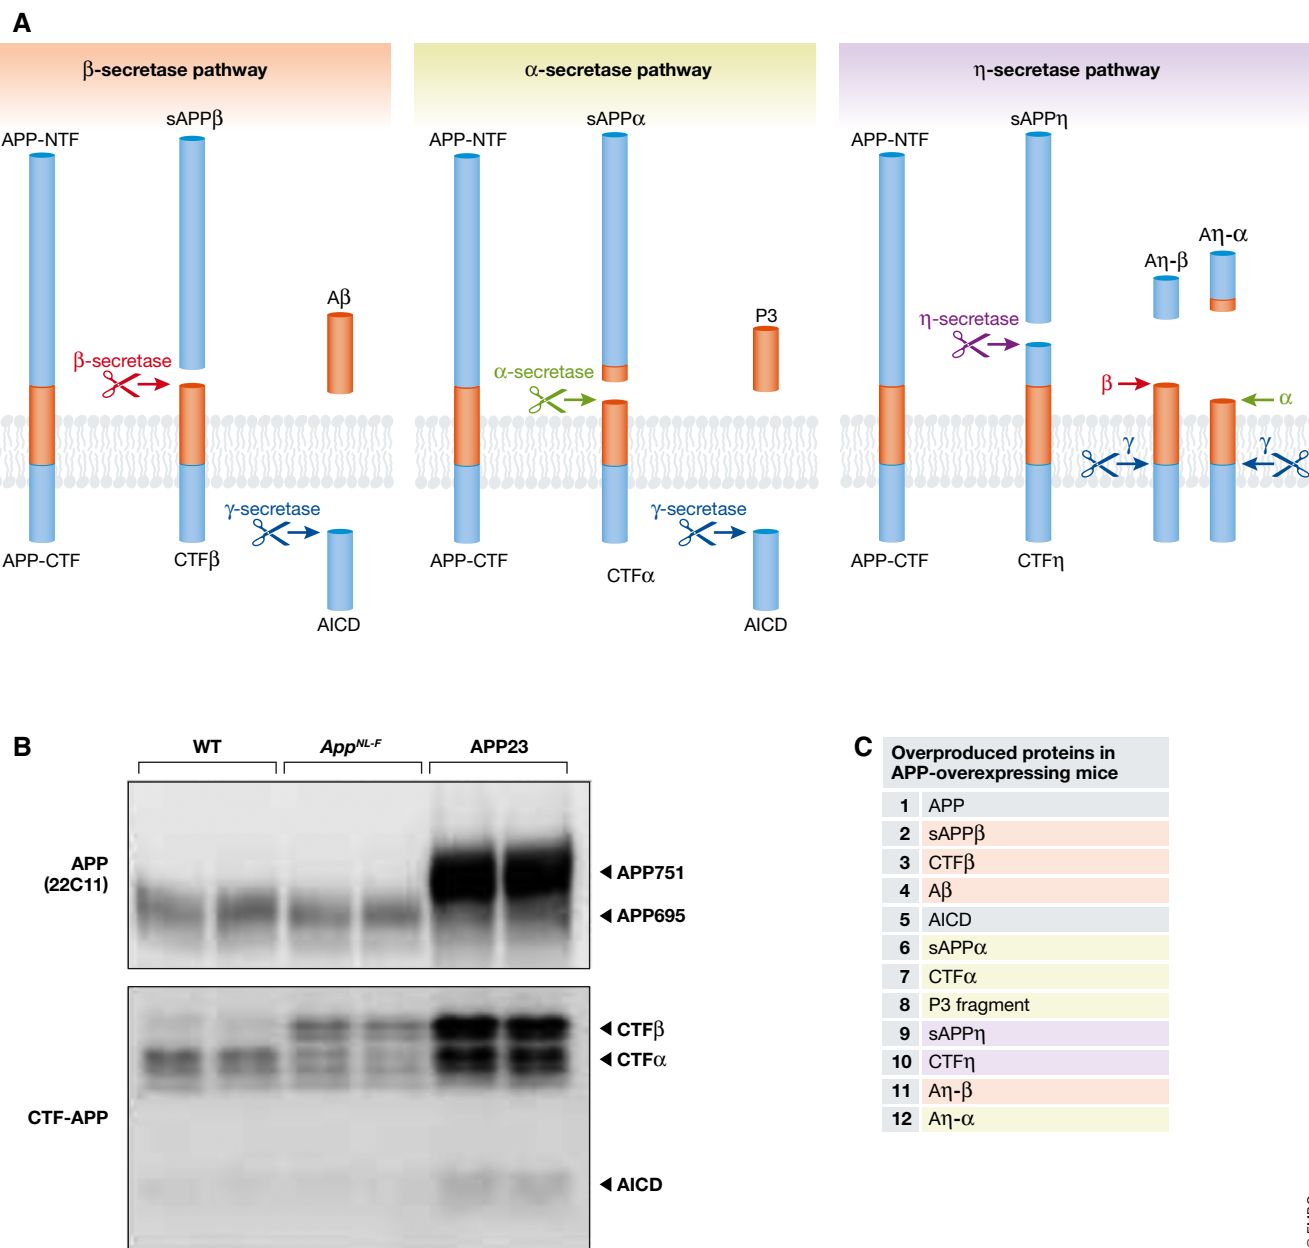 A
β-secretase pathway
sAPPβ
APP-NTF
Aβ
β-secretase
γ-secretase
APP-CTF
CTFβ
AICD
α-secretase pathway
sAPPα
APP-NTF
P3
α-secretase
γ-secretase
APP-CTF
CTFα
AICD
η-secretase pathway
sAPPη
APP-NTF
Aη-α
Aη-β
η-secretase
β
α
γ
γ
APP-CTF
CTFη
B
WT
App^NL-F
APP23
APP
(22C11)
APP751
APP695
CTFβ
CTFα
CTF-APP
AICD
C
Overproduced proteins in
APP-overexpressing mice
1 APP
2 sAPPβ
3 CTFβ
4 Aβ
5 AICD
6 sAPPα
7 CTFα
8 P3 fragment
9 sAPPη
10 CTFη
11 Aη-β
12 Aη-α